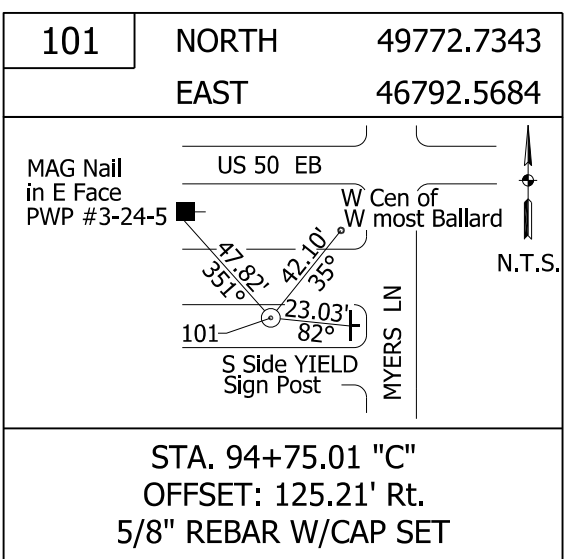 101
NORTH 49772.7343
EAST 46792.5684
US 50 EB
MAG Nail
in E Face
PWP #3-24-5
W Cen of
W most Ballard
N.T.S.
47.82'
351°
42.10'
35°
23.03'
82°
101
MYERS LN
S Side YIELD
Sign Post
STA. 94+75.01 "C"
OFFSET: 125.21' Rt.
5/8" REBAR W/CAP SET